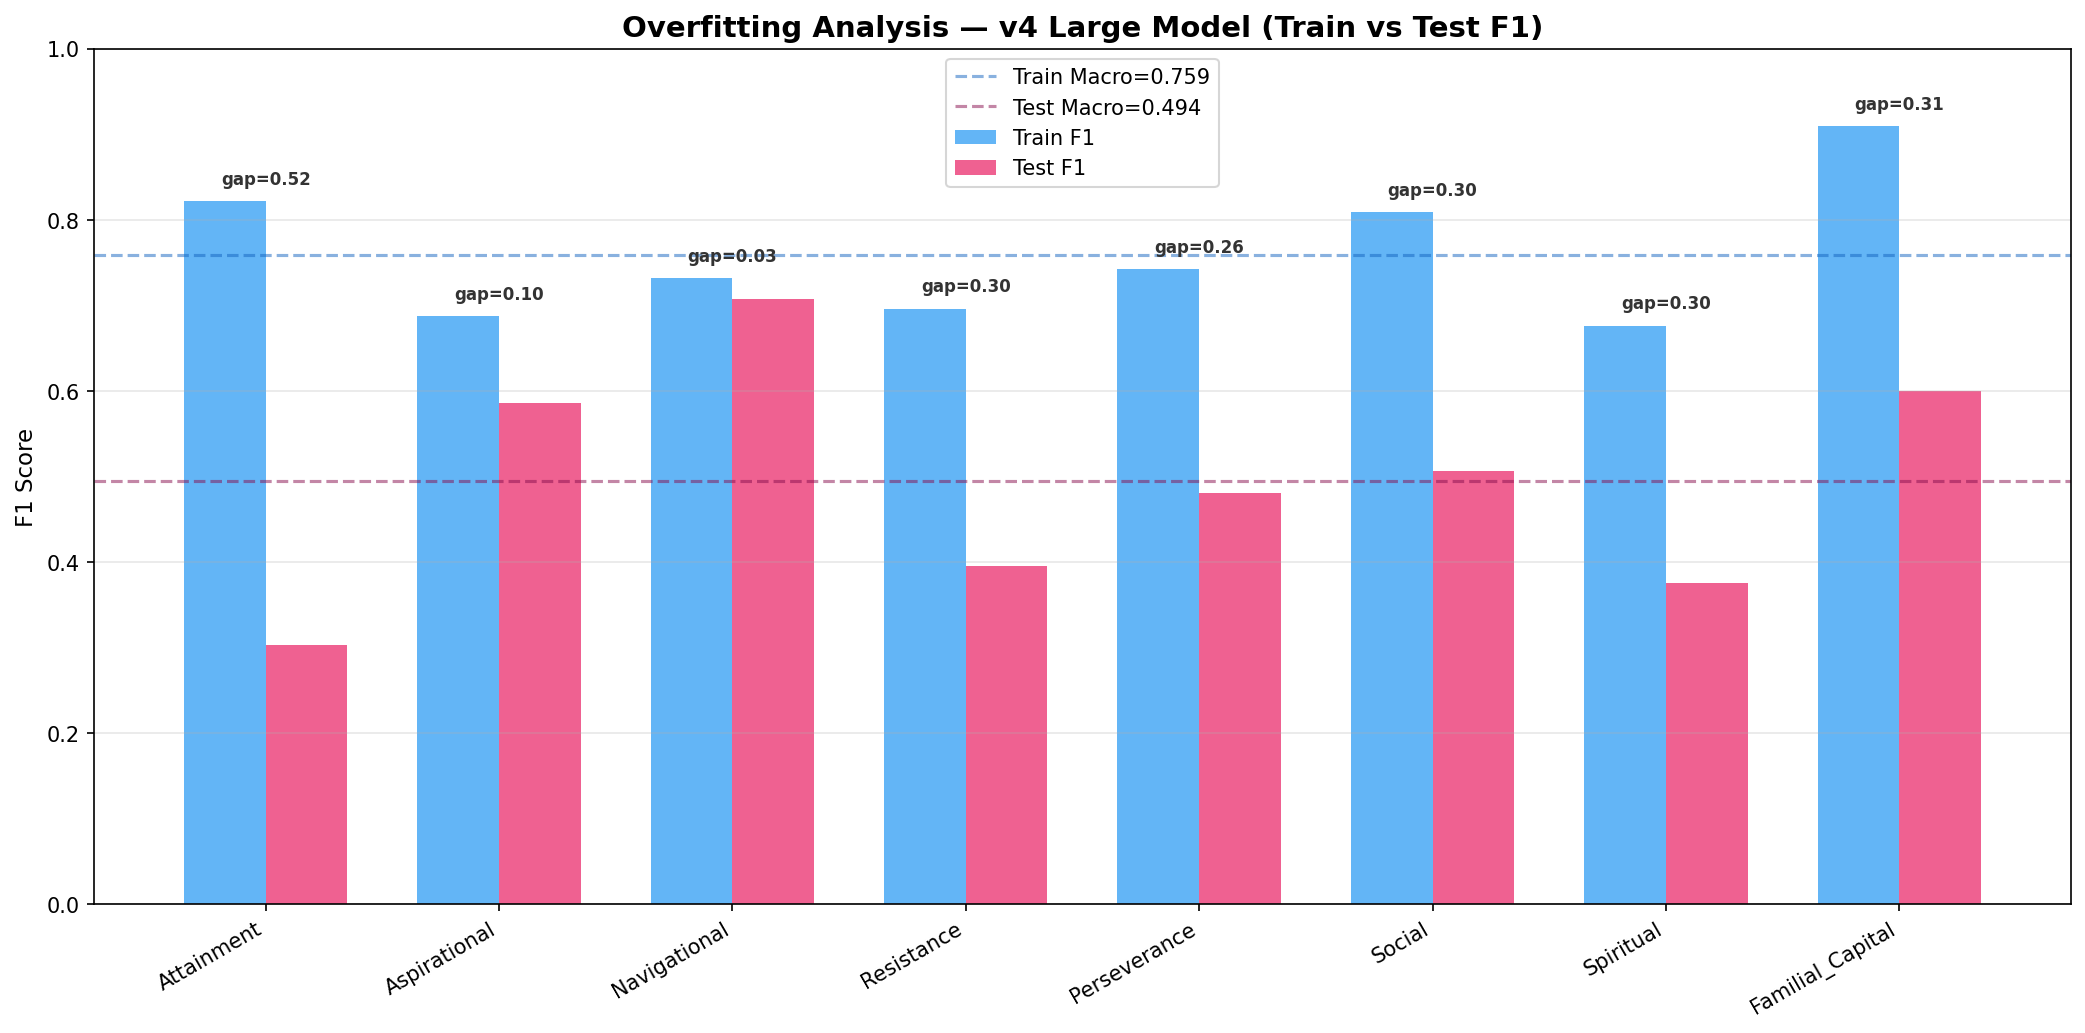 Overfitting Analysis — v4 Large Model (Train vs Test F1)
Train Macro=0.759
Test Macro=0.494
Train F1
Test F1
gap=0.52
gap=0.10
gap=0.03
gap=0.30
gap=0.26
gap=0.30
gap=0.30
gap=0.31
F1 Score
1.0
0.8
0.6
0.4
0.2
0.0
Attainment
Aspirational
Navigational
Resistance
Perseverance
Social
Spiritual
Familial_Capital